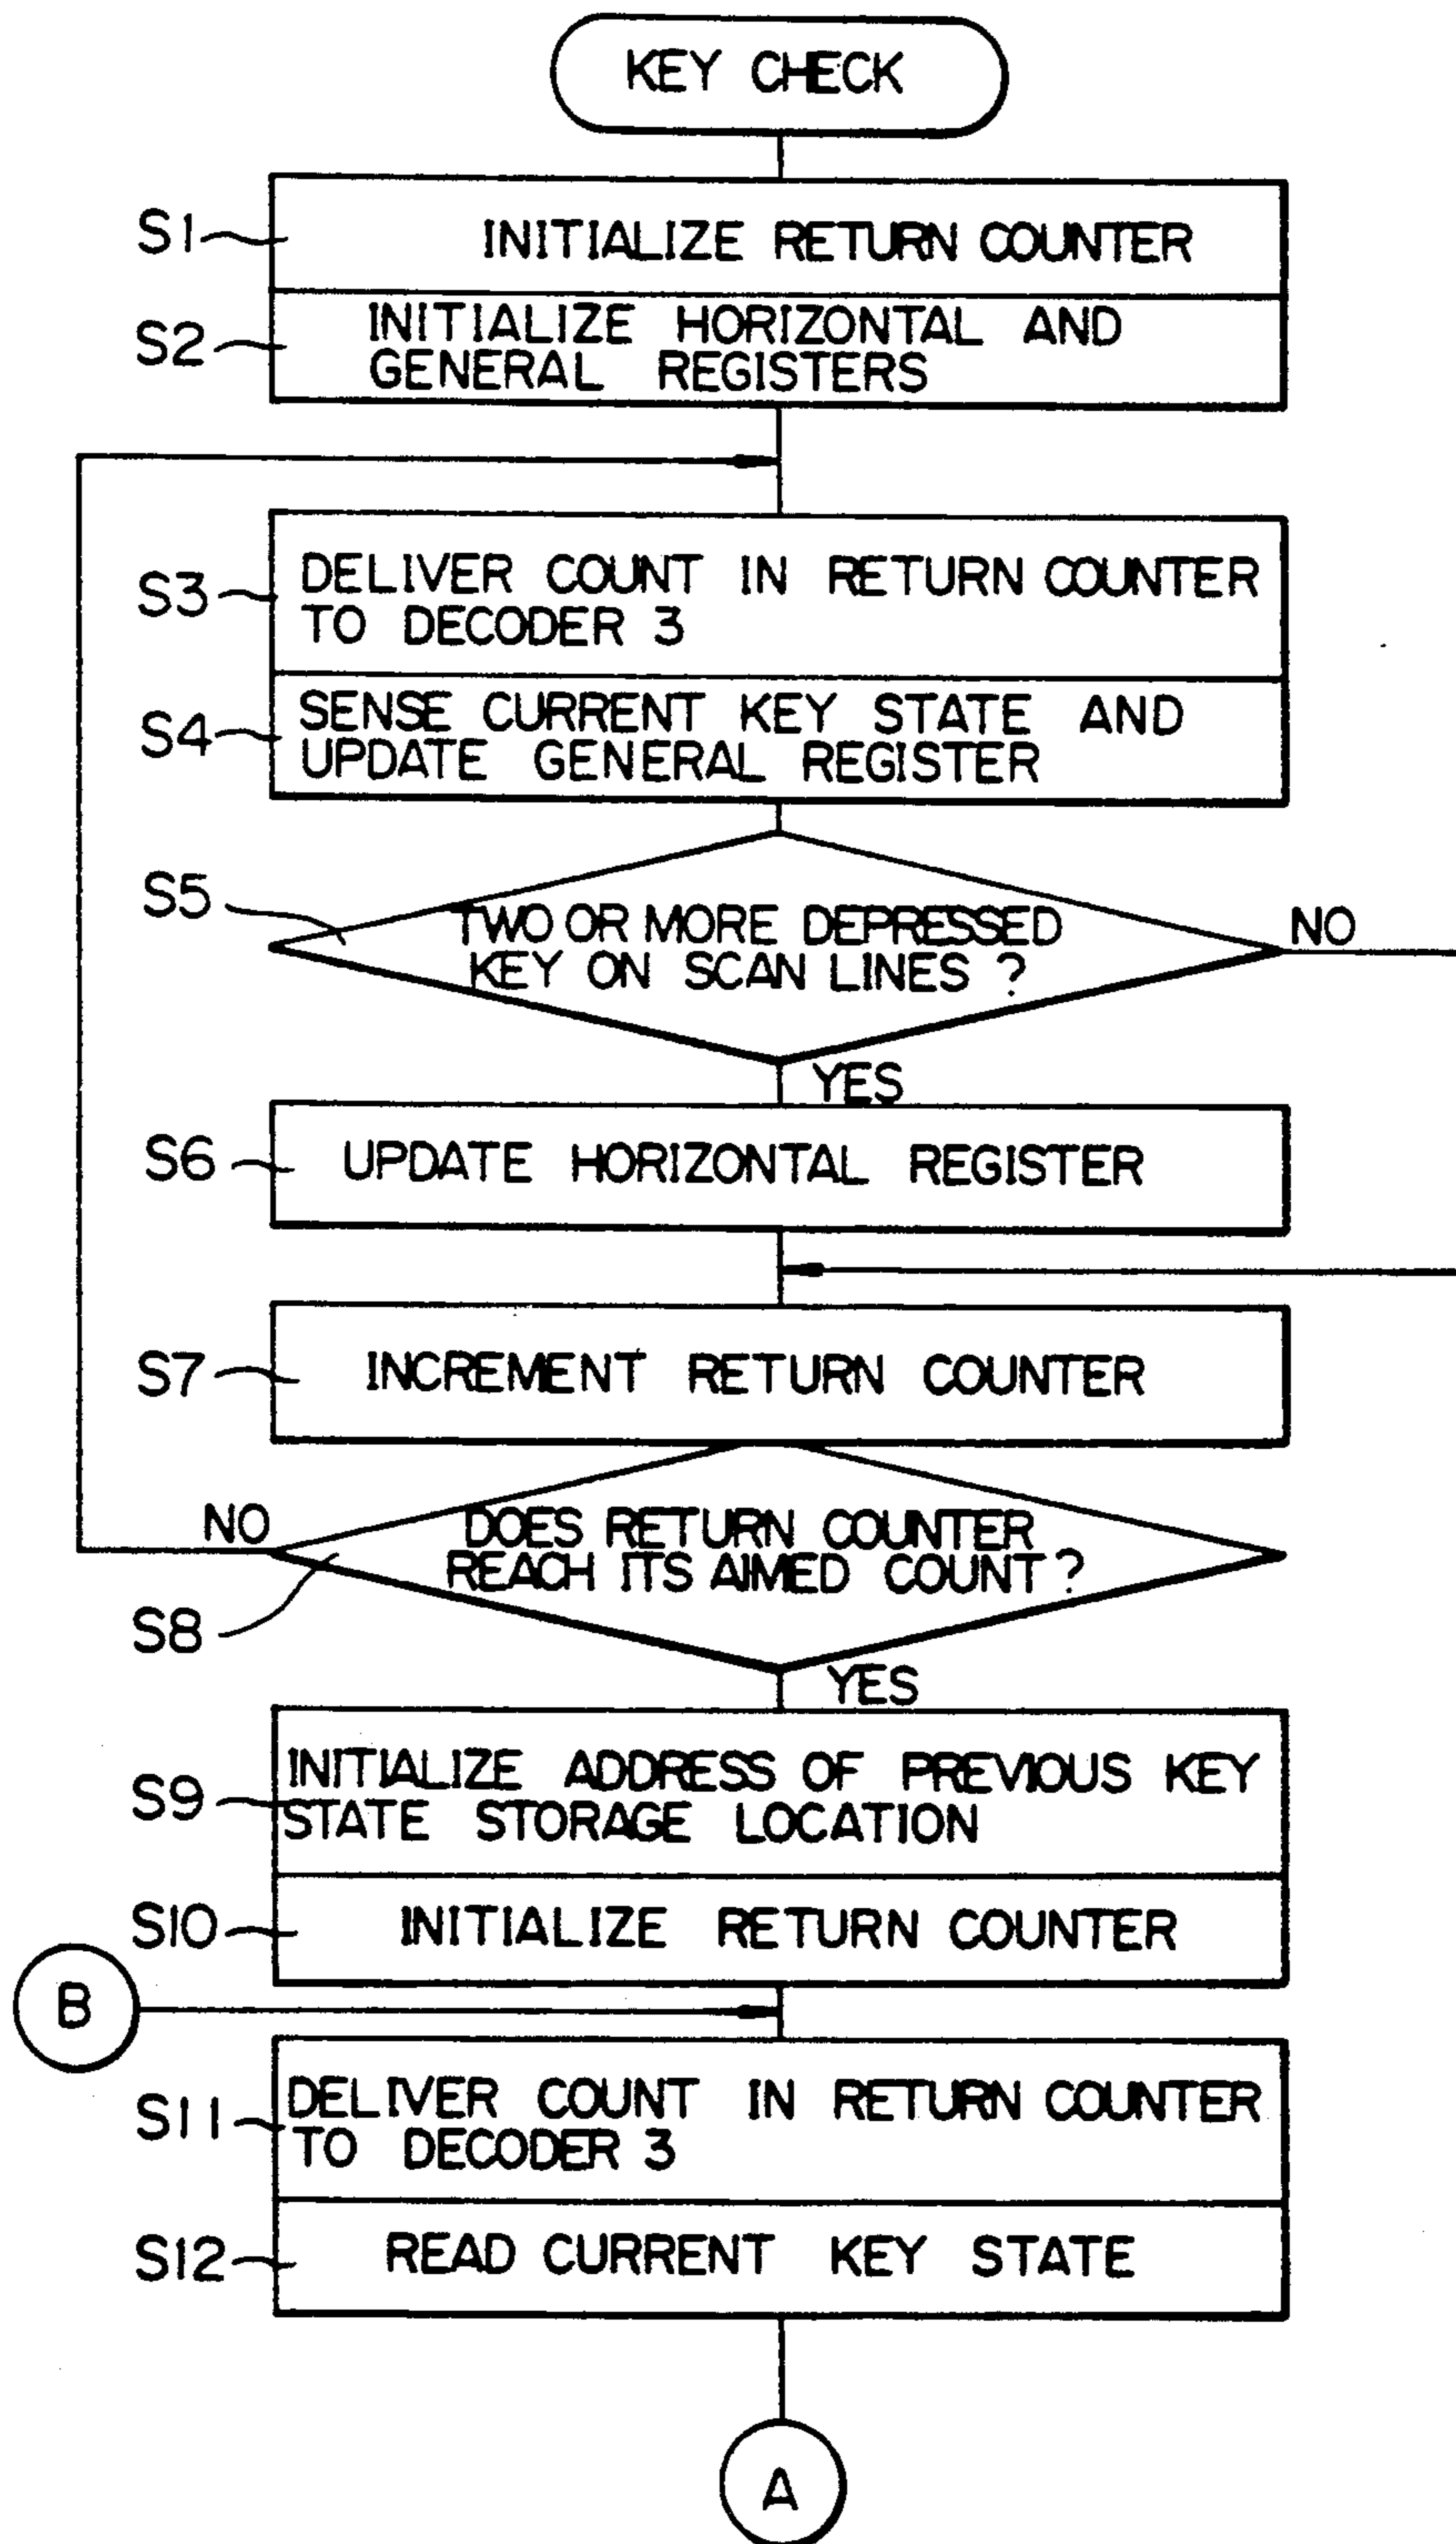 KEY CHECK
S1
INITIALIZE RETURN COUNTER
S2
INITIALIZE HORIZONTAL AND
GENERAL REGISTERS
S3
DELIVER COUNT IN RETURN COUNTER
TO DECODER 3
S4
SENSE CURRENT KEY STATE AND
UPDATE GENERAL REGISTER
S5
TWO OR MORE DEPRESSED
KEY ON SCAN LINES ?
NO
YES
S6
UPDATE HORIZONTAL REGISTER
S7
INCREMENT RETURN COUNTER
NO
DOES RETURN COUNTER
REACH ITS AIMED COUNT ?
S8
YES
S9
INITIALIZE ADDRESS OF PREVIOUS KEY
STATE STORAGE LOCATION
S10
INITIALIZE RETURN COUNTER
B
S11
DELIVER COUNT IN RETURN COUNTER
TO DECODER 3
S12
READ CURRENT KEY STATE
A